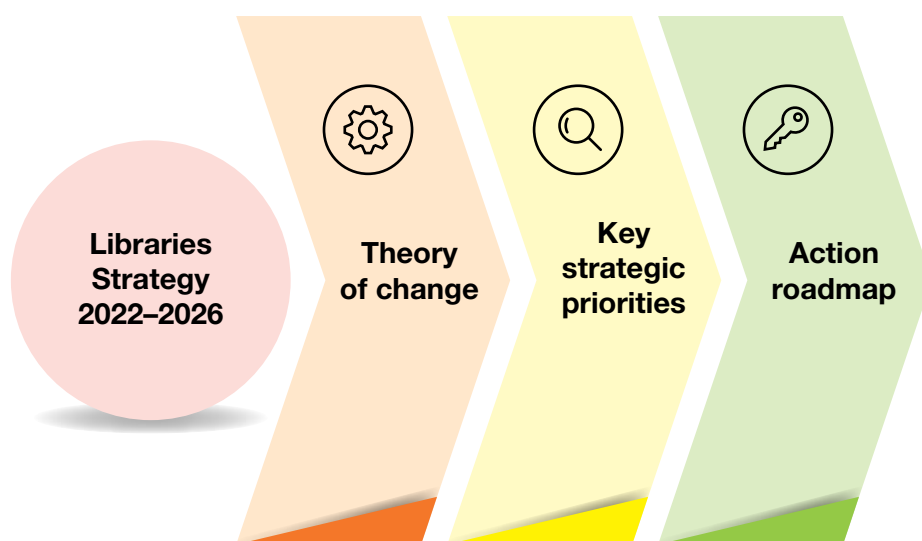 Libraries
Strategy
2022–2026
Theory
of change
Key
strategic
priorities
Action
roadmap